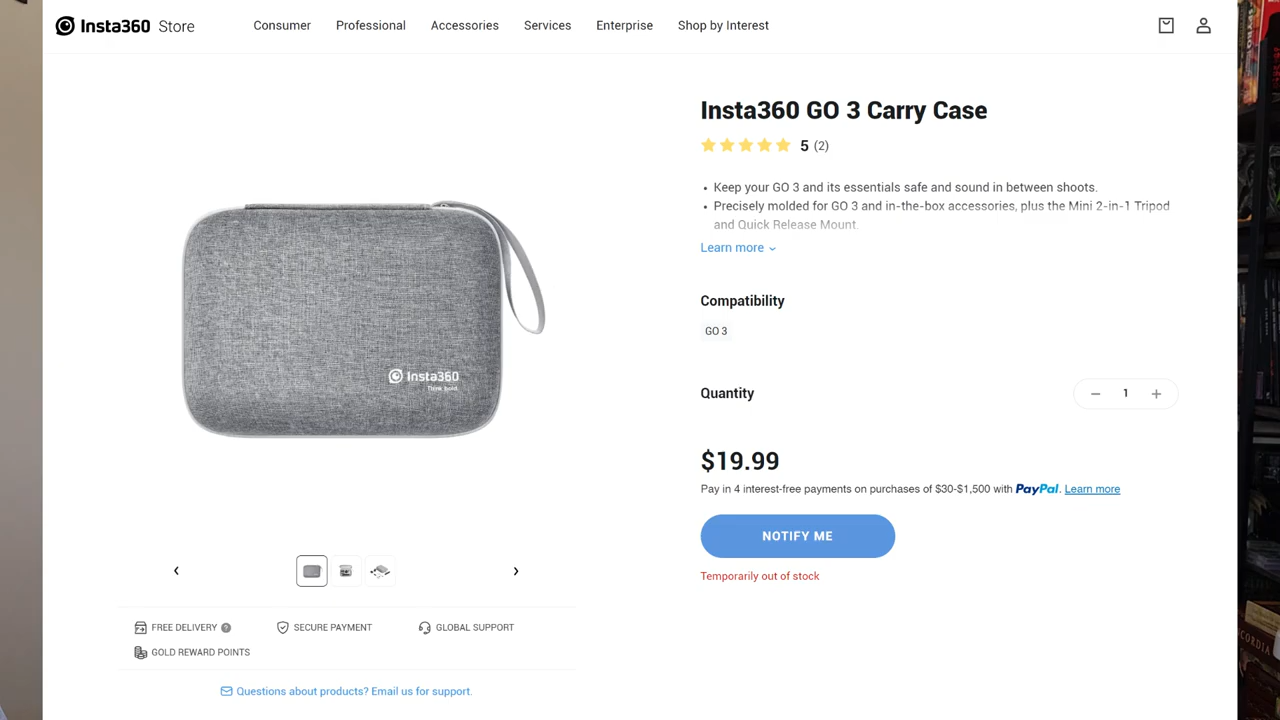 Insta360 Store
Consumer
Professional
Accessories
Services
Enterprise
Shop by Interest
Insta360 GO 3 Carry Case
5 (2)
• Keep your GO 3 and its essentials safe and sound in between shoots.
• Precisely molded for GO 3 and in-the-box accessories, plus the Mini 2-in-1 Tripod
and Quick Release Mount.
Learn more
Compatibility
GO 3
Quantity
− 1 +
$19.99
Pay in 4 interest-free payments on purchases of $30-$1,500 with PayPal. Learn more
NOTIFY ME
Temporarily out of stock
Insta360
Think bold
FREE DELIVERY ?
SECURE PAYMENT
GLOBAL SUPPORT
GOLD REWARD POINTS
Questions about products? Email us for support.